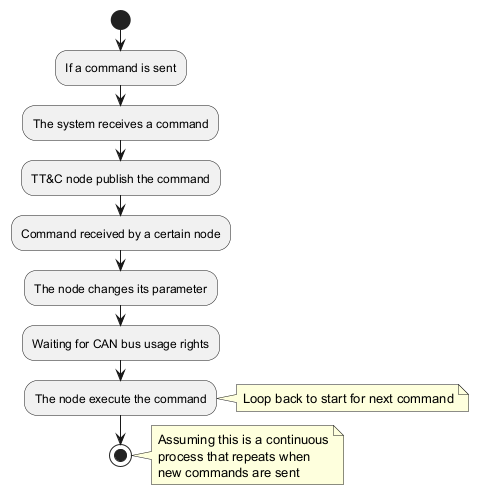 If a command is sent
The system receives a command
TT&C node publish the command
Command received by a certain node
The node changes its parameter
Waiting for CAN bus usage rights
The node execute the command
Loop back to start for next command
Assuming this is a continuous
process that repeats when
new commands are sent